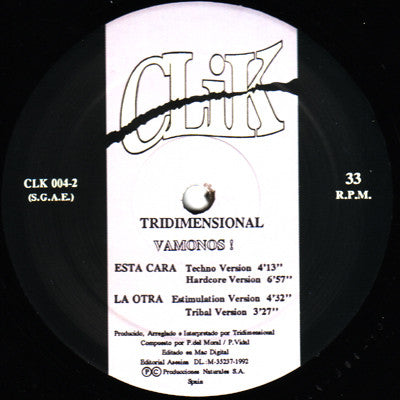 CLiK
CLK 004-2
(S.G.A.E.)
33
R.P.M.
TRIDIMENSIONAL
VAMONOS !
ESTA CARA Techno Version 4'13''
Hardcore Version 6'57''
LA OTRA Estimulation Version 4'32''
Tribal Version 3'27''
Producido, Arreglado e Interpretado por Tridimensional
Compuesto por P.del Moral / P.Vidal
Editado en Mac Digital
Editorial Asesiza DL.:M-35237-1992
Ⓟ Ⓒ Producciones Naturales S.A.
Spain